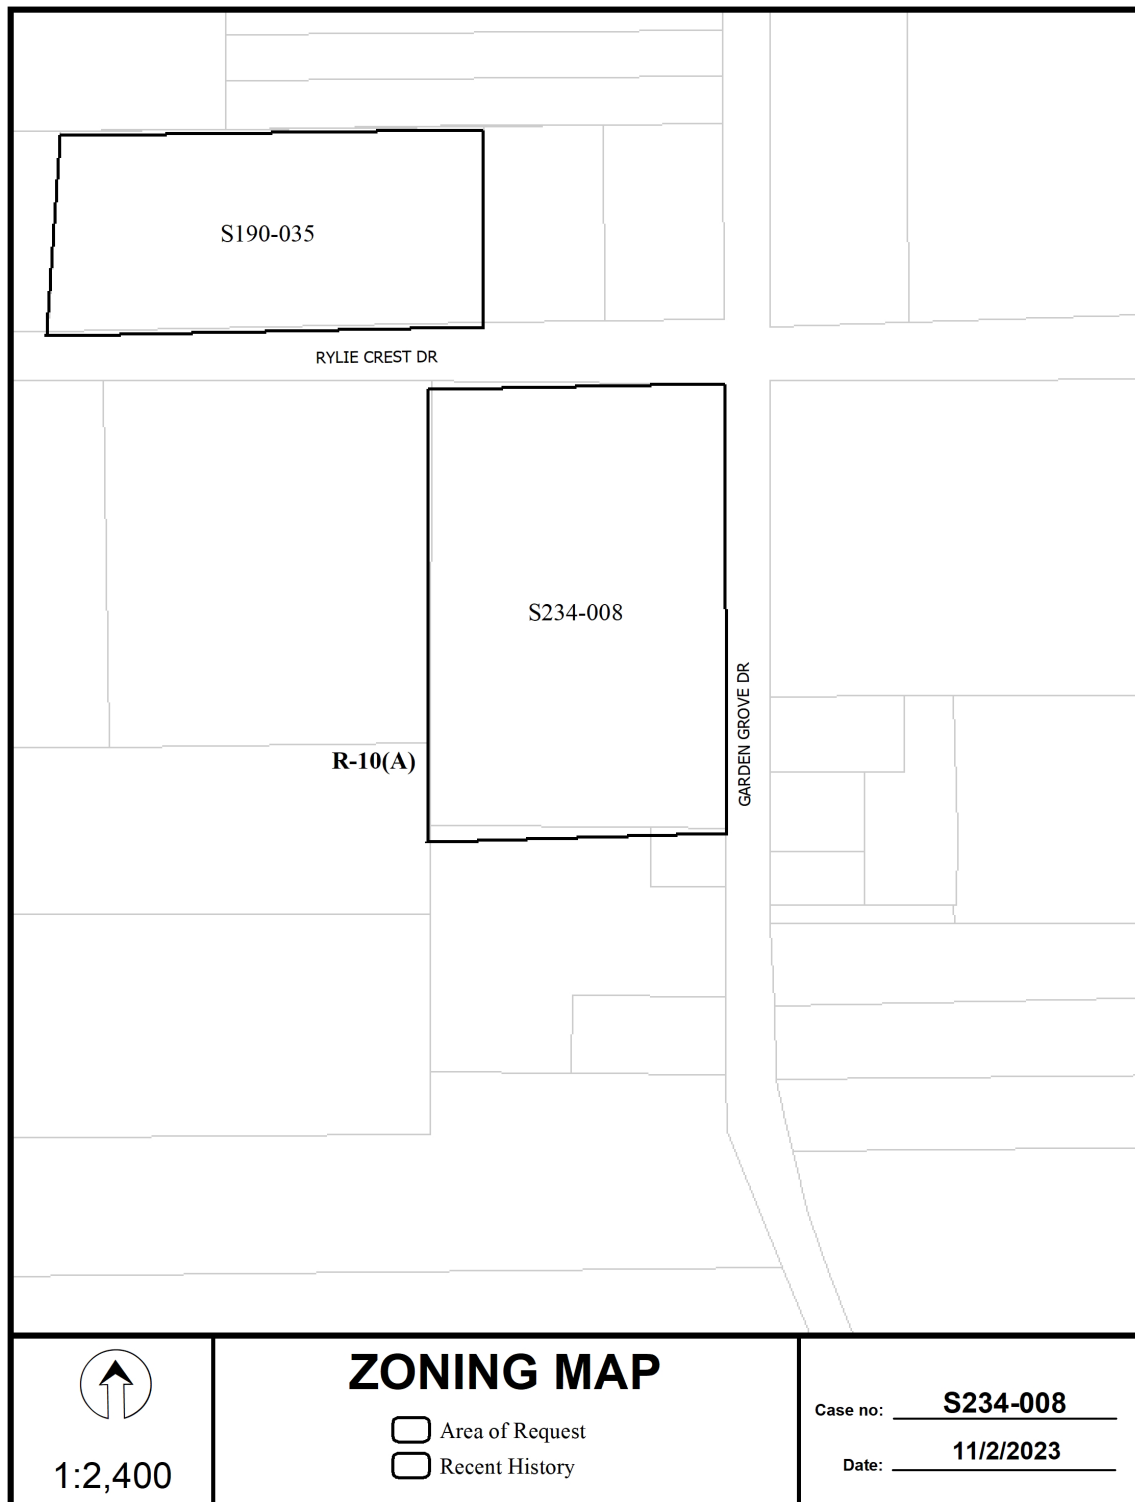 S190-035
RYLIE CREST DR
S234-008
GARDEN GROVE DR
R-10(A)
1:2,400
ZONING MAP
Area of Request
Recent History
Case no: S234-008
Date: 11/2/2023